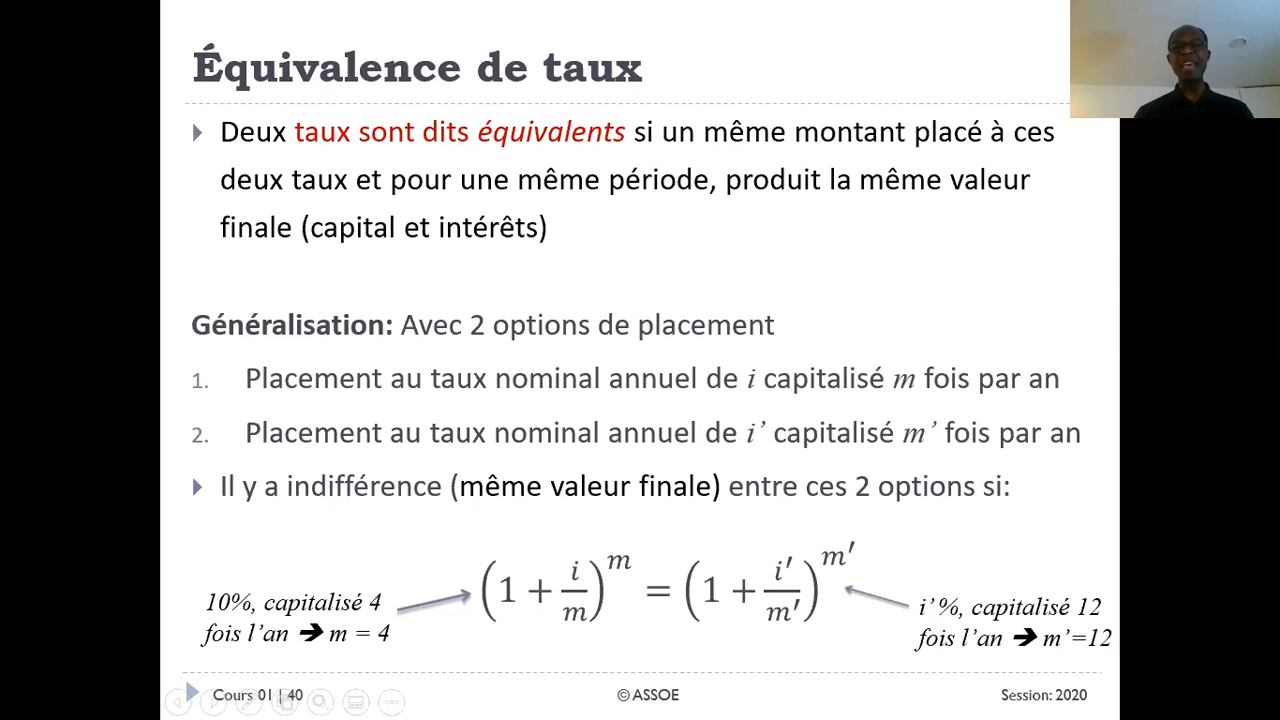 Équivalence de taux
Deux taux sont dits équivalents si un même montant placé à ces
deux taux et pour une même période, produit la même valeur
finale (capital et intérêts)
Généralisation: Avec 2 options de placement
1. Placement au taux nominal annuel de i capitalisé m fois par an
2. Placement au taux nominal annuel de i’ capitalisé m’ fois par an
Il y a indifférence (même valeur finale) entre ces 2 options si:
(1 + i/m)^m = (1 + i′/m′)^m′
10%, capitalisé 4
fois l’an ➔ m = 4
i’%, capitalisé 12
fois l’an ➔ m’=12
Cours 01 | 40
© ASSOE
Session: 2020